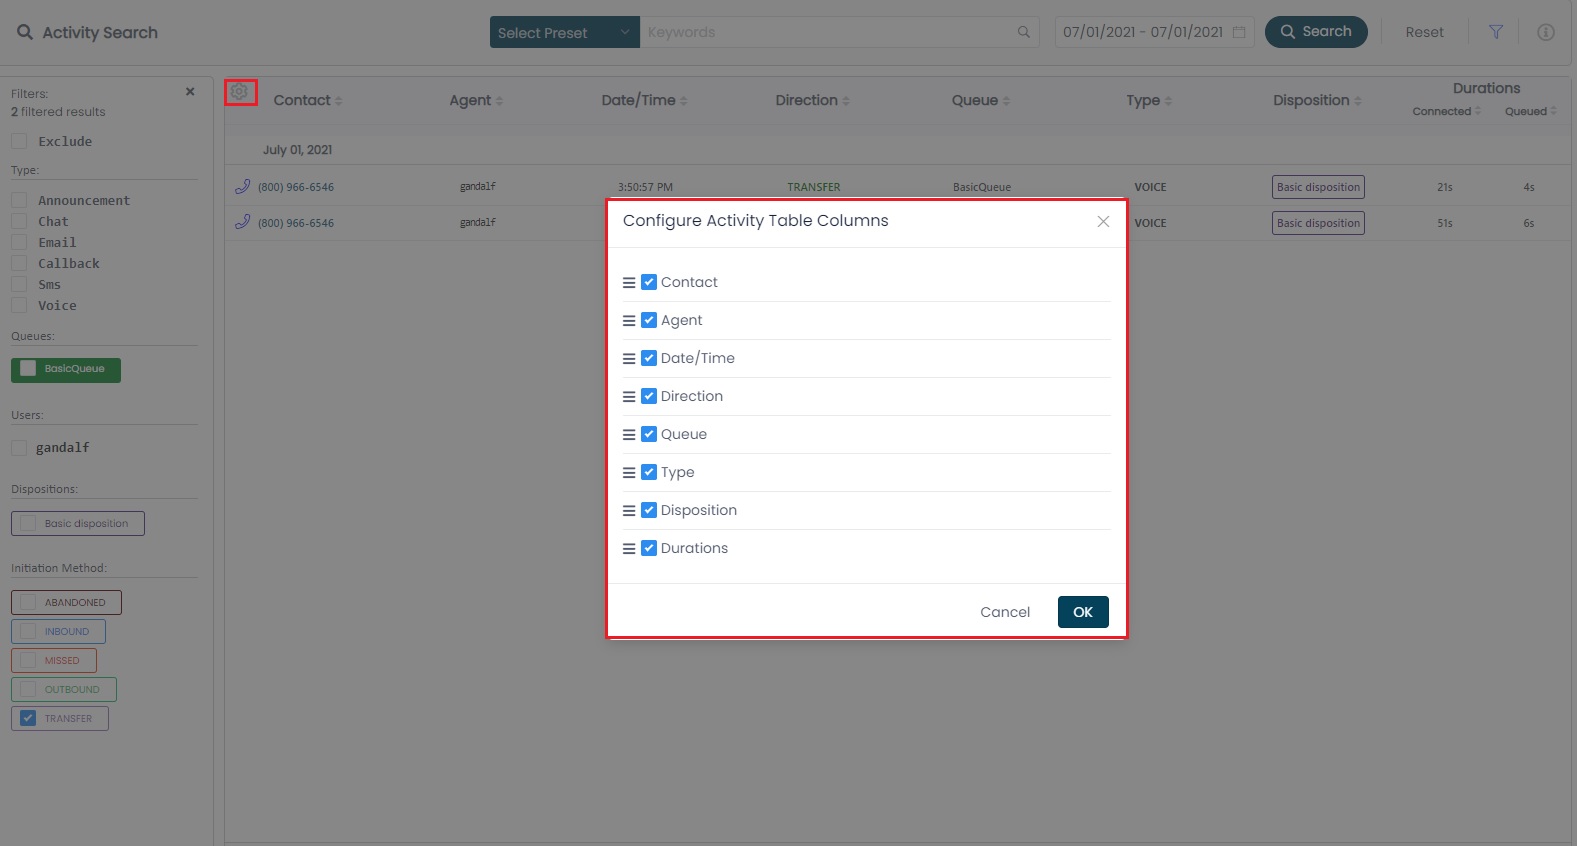 Activity Search
Select Preset
Keywords
07/01/2021 - 07/01/2021
Search
Reset
Filters:
2 filtered results
Exclude
Type:
Announcement
Chat
Email
Callback
Sms
Voice
Queues:
BasicQueue
Users:
gandalf
Dispositions:
Basic disposition
Initiation Method:
ABANDONED
INBOUND
MISSED
OUTBOUND
TRANSFER
Contact
Agent
Date/Time
Direction
Queue
Type
Disposition
Durations
Connected
Queued
July 01, 2021
(800) 966-6546 gandalf 3:50:57 PM TRANSFER BasicQueue VOICE Basic disposition 21s 4s
(800) 966-6546 gandalf VOICE Basic disposition 51s 6s
Configure Activity Table Columns
Contact
Agent
Date/Time
Direction
Queue
Type
Disposition
Durations
Cancel
OK